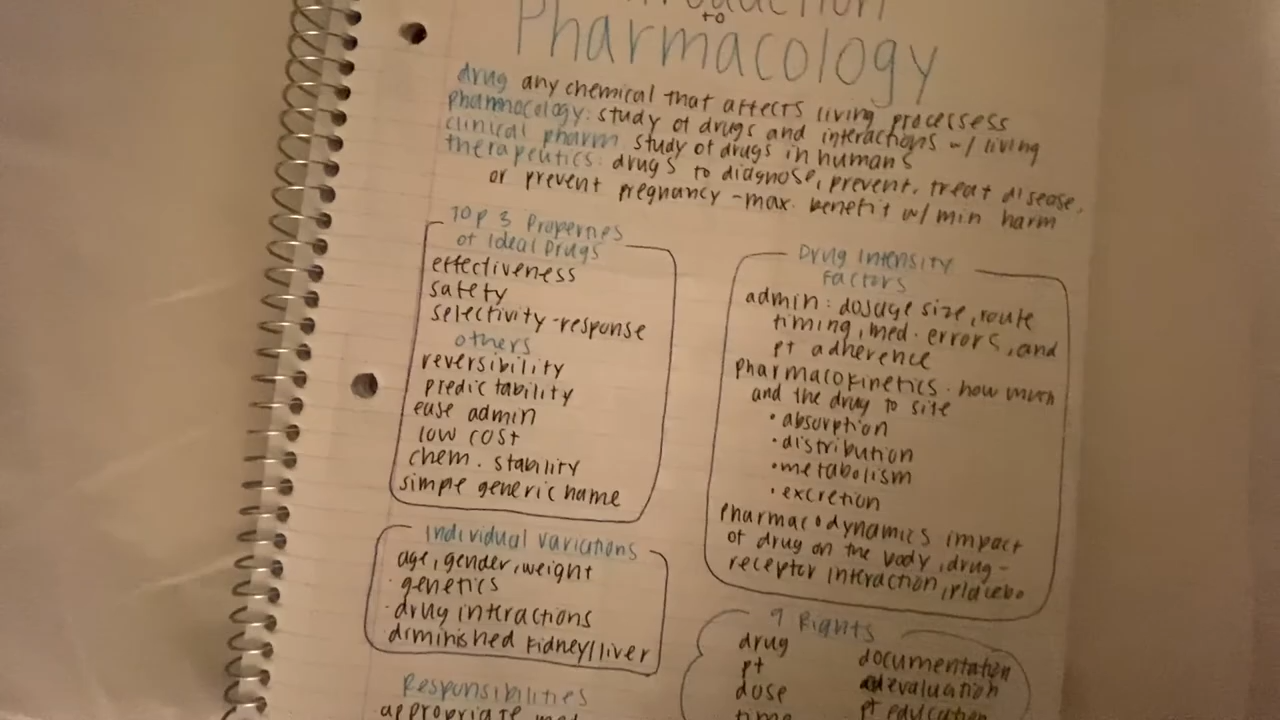 Introduction
to
Pharmacology
drug any chemical that affects living processess
pharmocology: study of drugs and interactions w/ living
clinical pharm study of drugs in humans
therapeutics: drugs to diagnose, prevent, treat disease,
or prevent pregnancy - max. benefit w/ min harm
Top 3 Properties
of Ideal Drugs
effectiveness
safety
selectivity - response
others
reversibility
predictability
ease admin
low cost
chem. stability
simple generic name
Individual Variations
age, gender, weight
· genetics
· drug interactions
diminished kidney/liver
Responsibilities
appropriate
Drug Intensity
Factors
admin: dosage size, route
timing, med. errors, and
pt adherence
pharmacokinetics. how much
and the drug to site
• absorption
• distribution
• metabolism
• excretion
pharmacodynamics impact
of drug on the body, drug-
receptor interaction, placebo
9 Rights
drug
pt
dose
time
documentation
evaluation
pt education